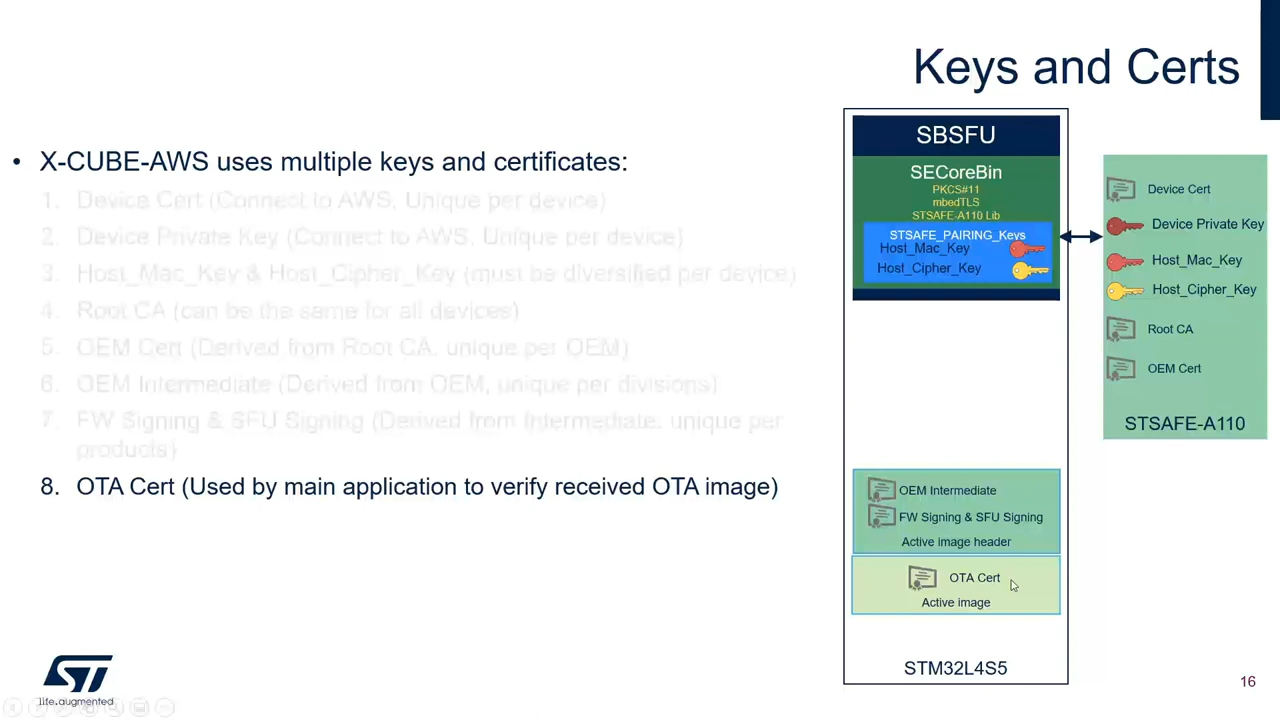 Keys and Certs
• X-CUBE-AWS uses multiple keys and certificates:
1. Device Cert (Connect to AWS, Unique per device)
2. Device Private Key (Connect to AWS, Unique per device)
3. Host_Mac_Key & Host_Cipher_Key (must be diversified per device)
4. Root CA (can be the same for all devices)
5. OEM Cert (Derived from Root CA, unique per OEM)
6. OEM Intermediate (Derived from OEM, unique per divisions)
7. FW Signing & SFU Signing (Derived from Intermediate, unique per
products)
8. OTA Cert (Used by main application to verify received OTA image)
SBSFU
SECoreBin
PKCS#11
mbedTLS
STSAFE-A110 Lib
STSAFE_PAIRING_Keys
Host_Mac_Key
Host_Cipher_Key
OEM Intermediate
FW Signing & SFU Signing
Active image header
OTA Cert
Active image
STM32L4S5
Device Cert
Device Private Key
Host_Mac_Key
Host_Cipher_Key
Root CA
OEM Cert
STSAFE-A110
ST
life.augmented
16